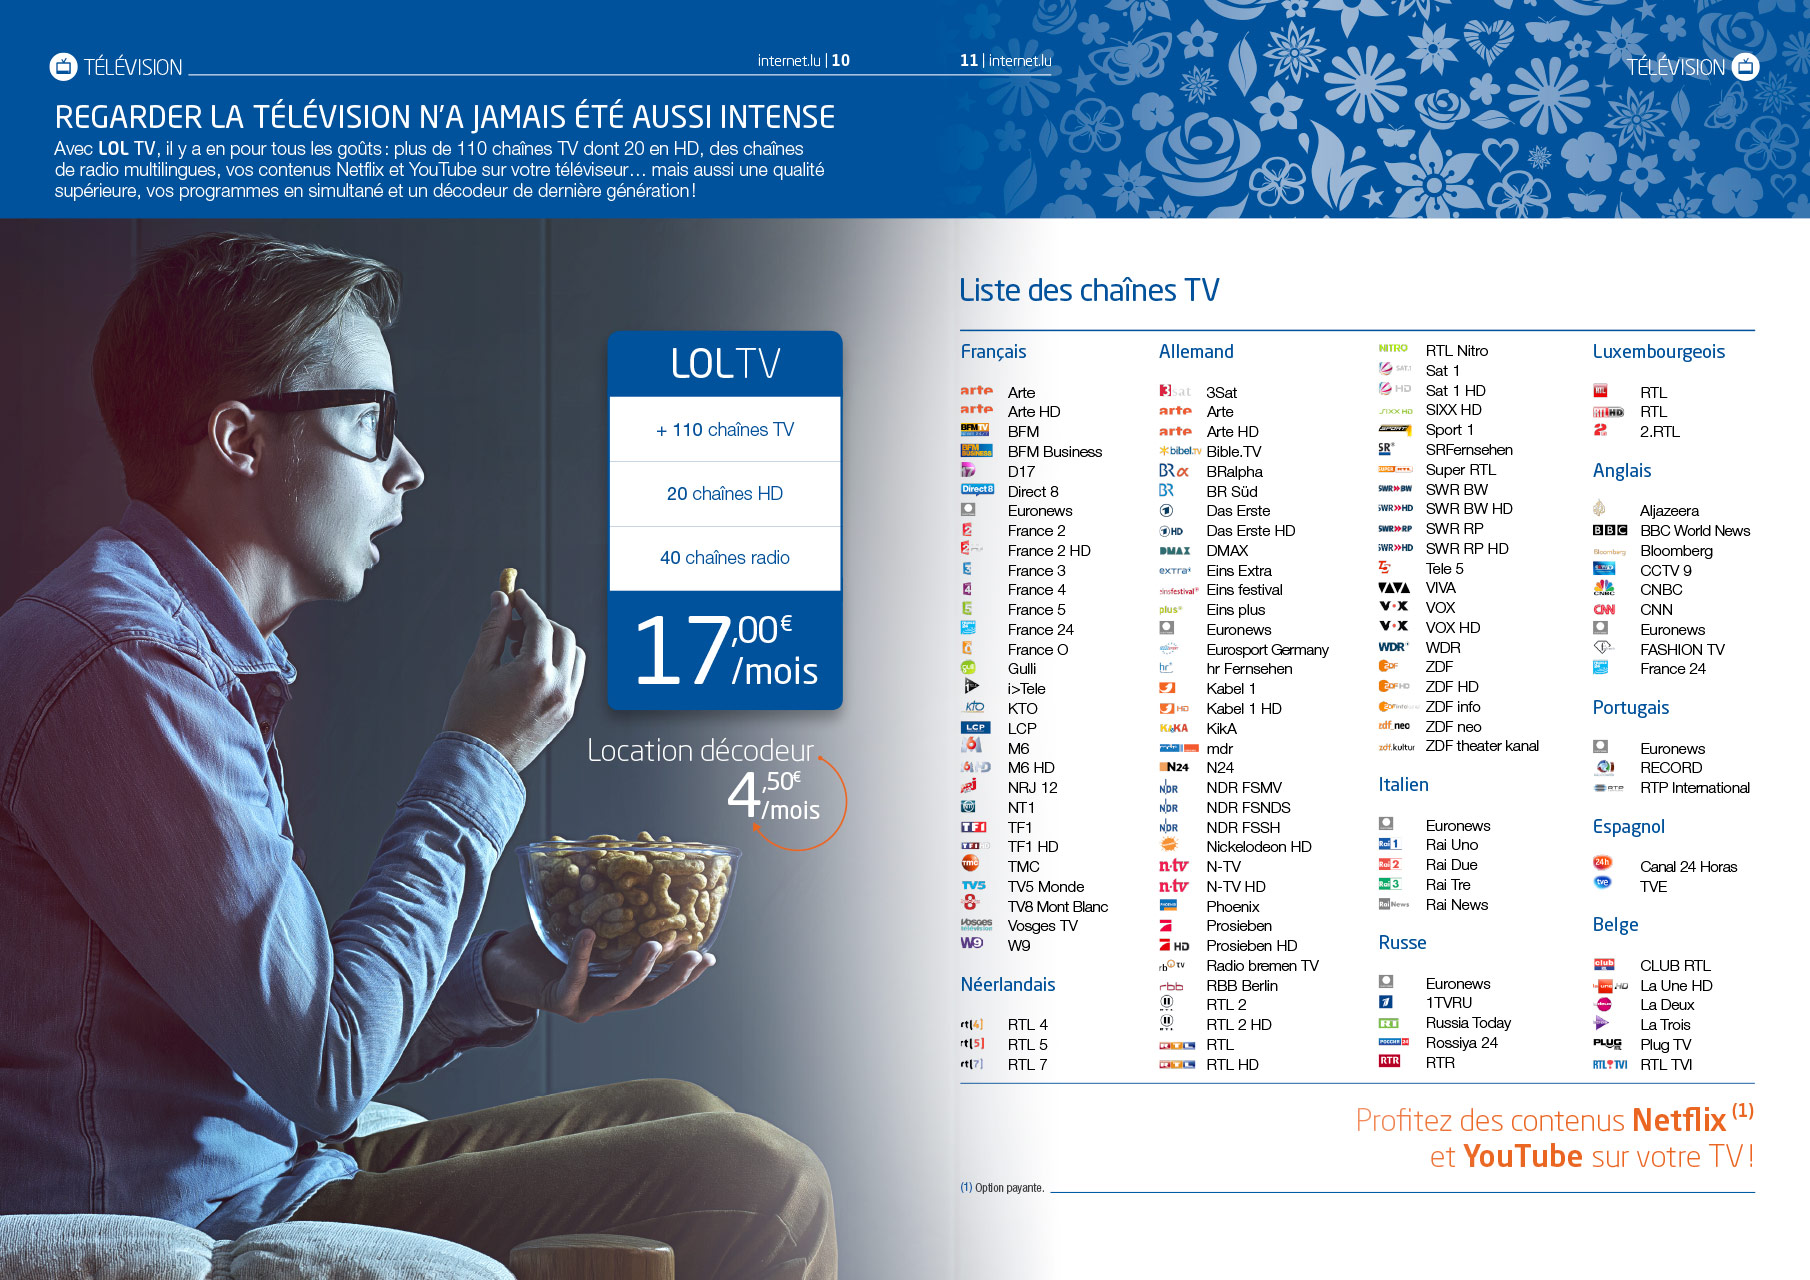 TÉLÉVISION
internet.lu | 10
REGARDER LA TÉLÉVISION N'A JAMAIS ÉTÉ AUSSI INTENSE
Avec LOL TV, il y a en pour tous les goûts : plus de 110 chaînes TV dont 20 en HD, des chaînes
de radio multilingues, vos contenus Netflix et YouTube sur votre téléviseur… mais aussi une qualité
supérieure, vos programmes en simultané et un décodeur de dernière génération !
LOLTV
+ 110 chaînes TV
20 chaînes HD
40 chaînes radio
17,00€
/mois
Location décodeur
4,50€
/mois
11 | internet.lu
TÉLÉVISION
Liste des chaînes TV
Français
Arte
Arte HD
BFM
BFM Business
D17
Direct 8
Euronews
France 2
France 2 HD
France 3
France 4
France 5
France 24
France O
Gulli
i>Tele
KTO
LCP
M6
M6 HD
NRJ 12
NT1
TF1
TF1 HD
TMC
TV5 Monde
TV8 Mont Blanc
Vosges TV
W9
Néerlandais
RTL 4
RTL 5
RTL 7
Allemand
3Sat
Arte
Arte HD
Bible.TV
BRalpha
BR Süd
Das Erste
Das Erste HD
DMAX
Eins Extra
Eins festival
Eins plus
Euronews
Eurosport Germany
hr Fernsehen
Kabel 1
Kabel 1 HD
KikA
mdr
N24
NDR FSMV
NDR FSNDS
NDR FSSH
Nickelodeon HD
N-TV
N-TV HD
Phoenix
Prosieben
Prosieben HD
Radio bremen TV
RBB Berlin
RTL 2
RTL 2 HD
RTL
RTL HD
RTL Nitro
Sat 1
Sat 1 HD
SIXX HD
Sport 1
SRFernsehen
Super RTL
SWR BW
SWR BW HD
SWR RP
SWR RP HD
Tele 5
VIVA
VOX
VOX HD
WDR
ZDF
ZDF HD
ZDF info
ZDF neo
ZDF theater kanal
Italien
Euronews
Rai Uno
Rai Due
Rai Tre
Rai News
Russe
Euronews
1TVRU
Russia Today
Rossiya 24
RTR
Luxembourgeois
RTL
RTL
2.RTL
Anglais
Aljazeera
BBC World News
Bloomberg
CCTV 9
CNBC
CNN
Euronews
FASHION TV
France 24
Portugais
Euronews
RECORD
RTP International
Espagnol
Canal 24 Horas
TVE
Belge
CLUB RTL
La Une HD
La Deux
La Trois
Plug TV
RTL TVI
Profitez des contenus Netflix (1)
et YouTube sur votre TV !
(1) Option payante.